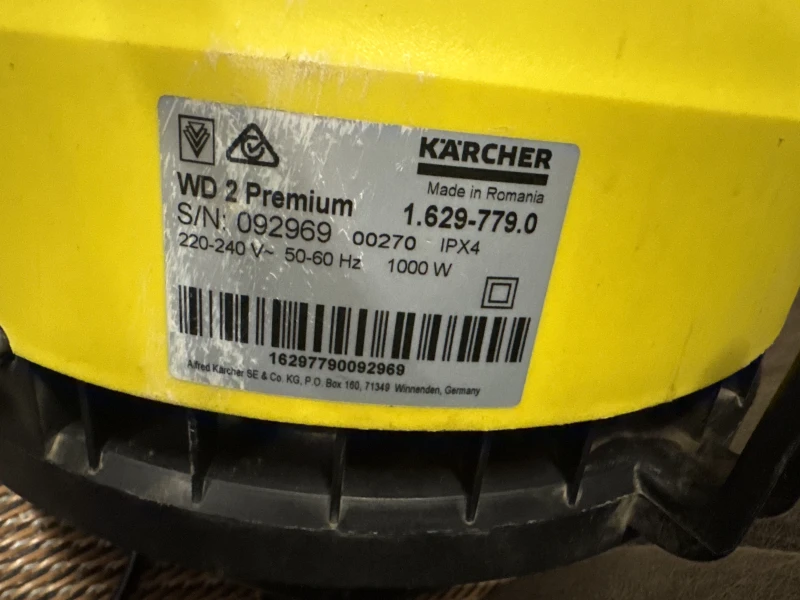 KÄRCHER
Made in Romania
WD 2 Premium
1.629-779.0
S/N: 092969 00270 IPX4
220-240 V~ 50-60 Hz 1000 W
16297790092969
Alfred Kärcher SE & Co. KG, P.O. Box 160, 71349 Winnenden, Germany